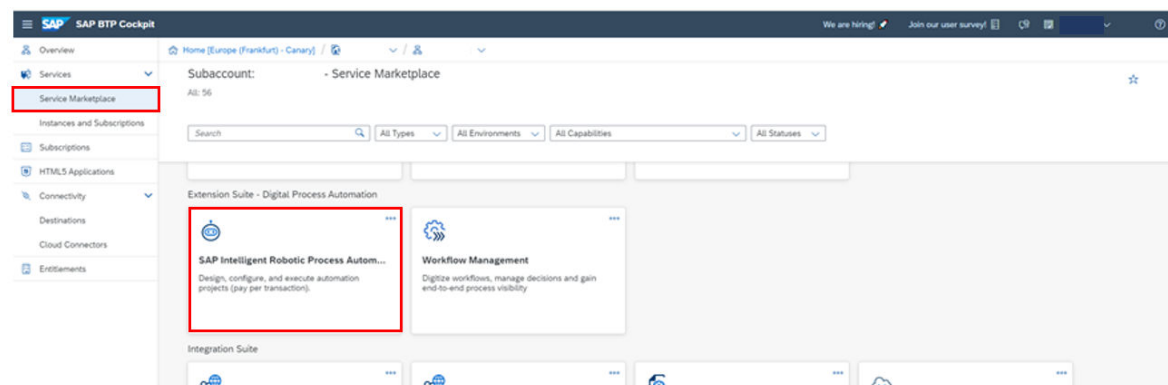 SAP SAP BTP Cockpit
We are hiring! Join our user survey!
Overview
Home [Europe (Frankfurt) - Canary] / /
Services
Subaccount: - Service Marketplace
Service Marketplace
All: 56
Instances and Subscriptions
Search All Types All Environments All Capabilities All Statuses
Subscriptions
HTML5 Applications
Connectivity
Extension Suite - Digital Process Automation
Destinations
Cloud Connectors
Entitlements
SAP Intelligent Robotic Process Autom...
Design, configure, and execute automation
projects (pay per transaction).
Workflow Management
Digitize workflows, manage decisions and gain
end-to-end process visibility
Integration Suite